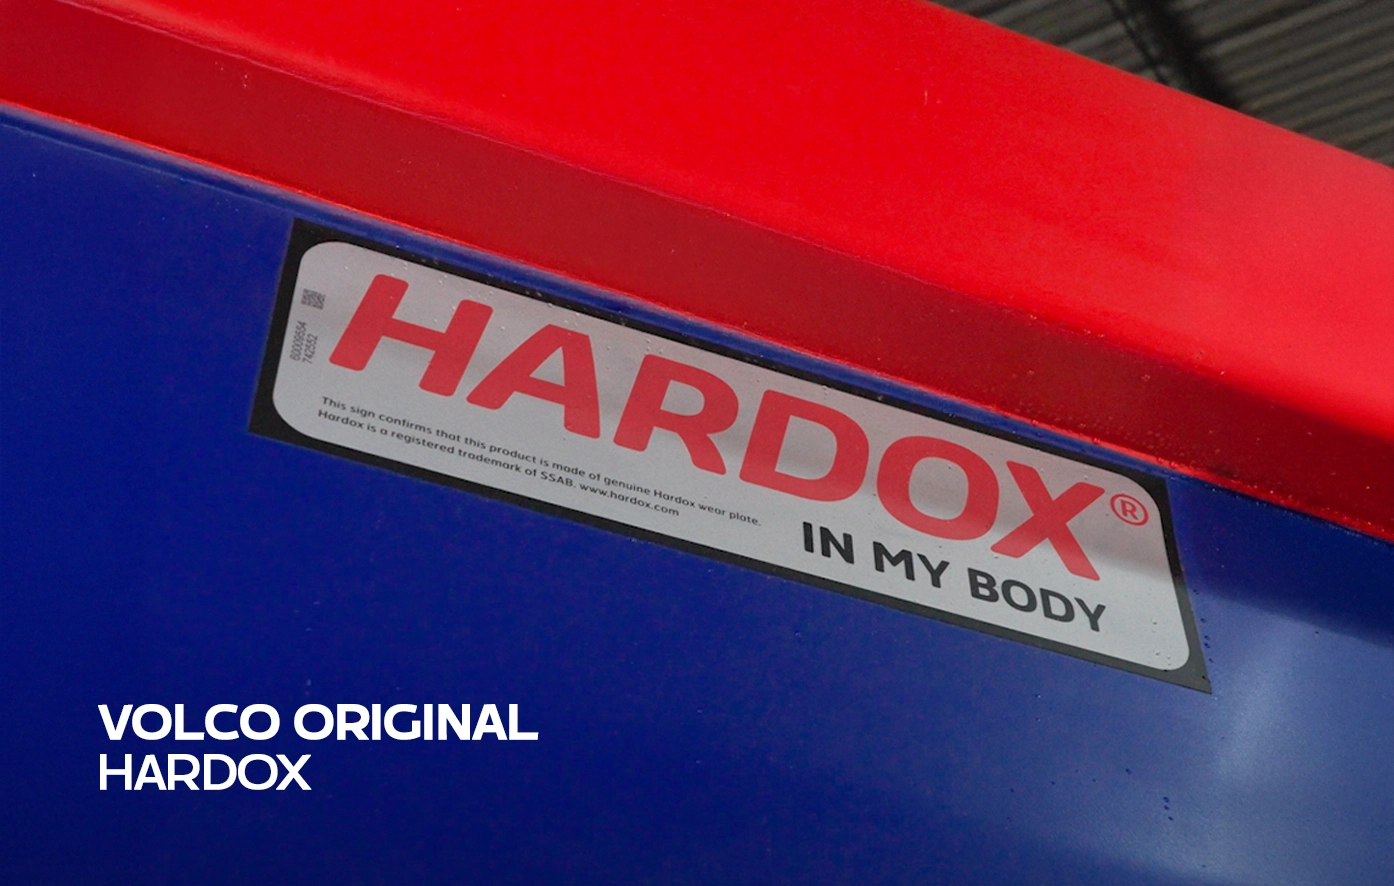 HARDOX®
IN MY BODY
This sign confirms that this product is made of genuine Hardox wear plate.
Hardox is a registered trademark of SSAB. www.hardox.com
742552
VOLCO ORIGINAL
HARDOX